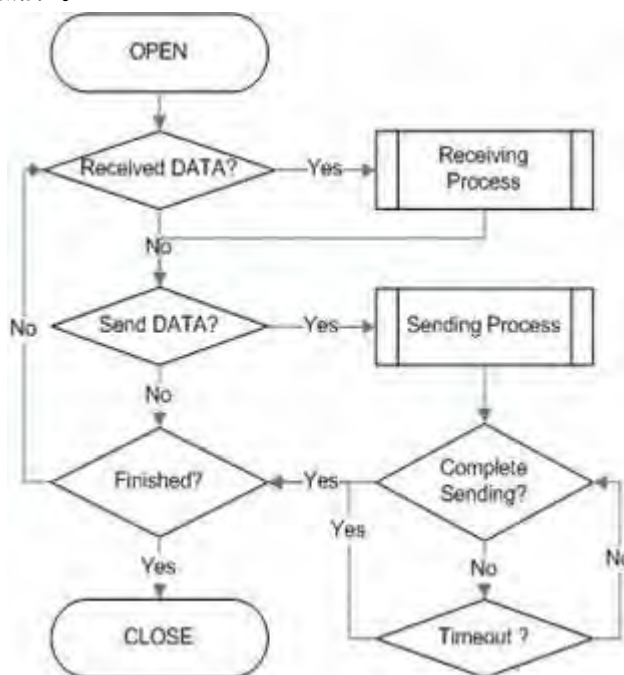 OPEN
Received DATA?
Yes
Receiving
Process
No
Send DATA?
Yes
Sending Process
No
No
Finished?
Yes
Complete
Sending?
Yes
No
No
Yes
CLOSE
Timeout ?